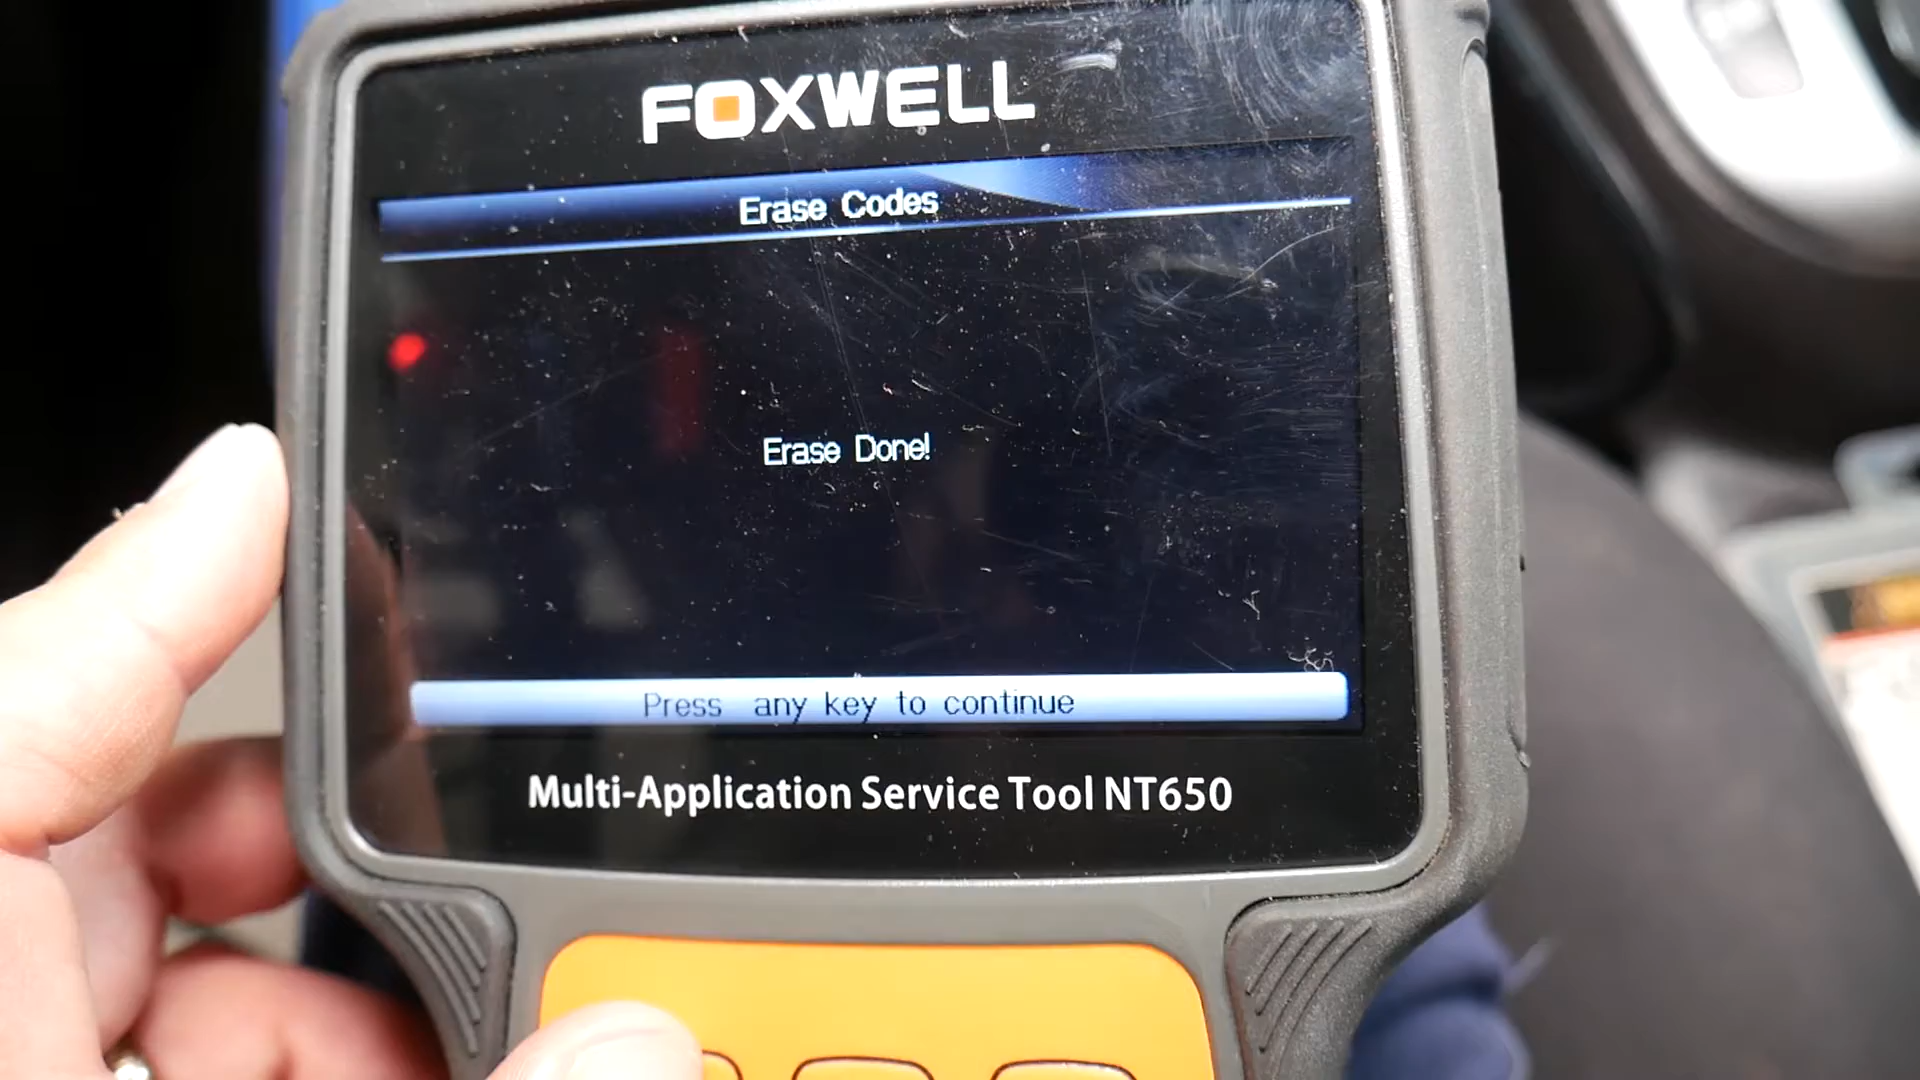 FOXWELL
Erase Codes
Erase Done!
Press any key to continue
Multi-Application Service Tool NT650